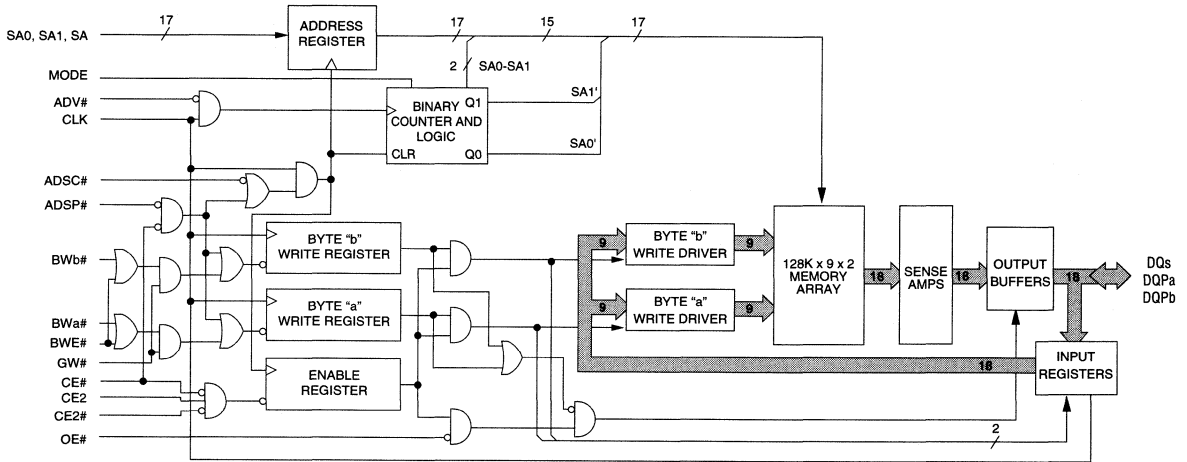 SA0, SA1, SA
17
ADDRESS
REGISTER
17
15
17
2
SA0-SA1
MODE
ADV#
CLK
BINARY
COUNTER AND
LOGIC
Q1
CLR
Q0
SA1'
SA0'
ADSC#
ADSP#
BWb#
BYTE "b"
WRITE REGISTER
BWa#
BWE#
GW#
BYTE "a"
WRITE REGISTER
CE#
CE2
CE2#
ENABLE
REGISTER
OE#
9
BYTE "b"
WRITE DRIVER
9
9
BYTE "a"
WRITE DRIVER
9
128K x 9 x 2
MEMORY
ARRAY
18
SENSE
AMPS
18
OUTPUT
BUFFERS
18
DQs
DQPa
DQPb
18
INPUT
REGISTERS
2